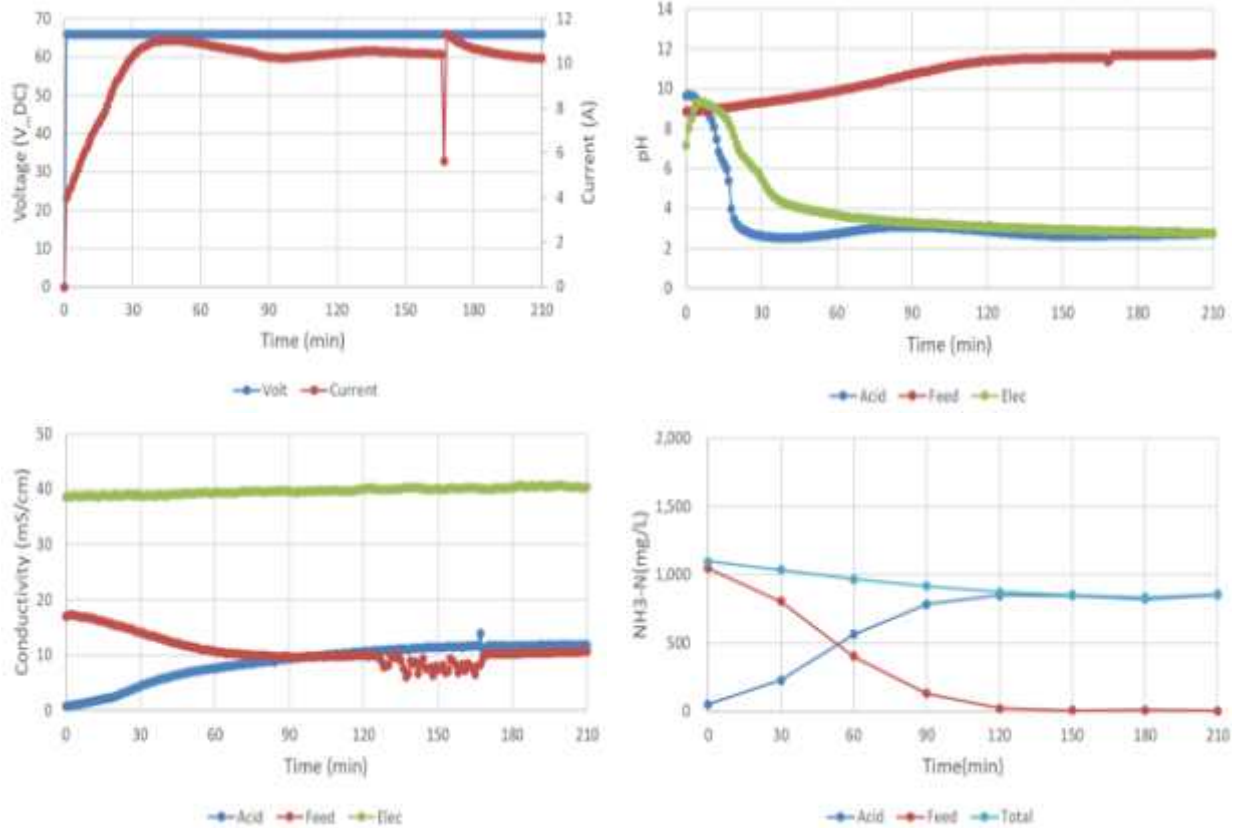 Voltage (V_DC)
70
60
50
40
30
20
10
0
12
10
8
6
4
2
0
Current (A)
0 30 60 90 120 150 180 210
Time (min)
Volt Current
pH
14
12
10
8
6
4
2
0
0 30 60 90 120 150 180 210
Time (min)
Acid Feed Elec
Conductivity (mS/cm)
50
40
30
20
10
0
0 30 60 90 120 150 180 210
Time (min)
Acid Feed Elec
NH3-N(mg/L)
2,000
1,500
1,000
500
0
0 30 60 90 120 150 180 210
Time(min)
Acid Feed Total